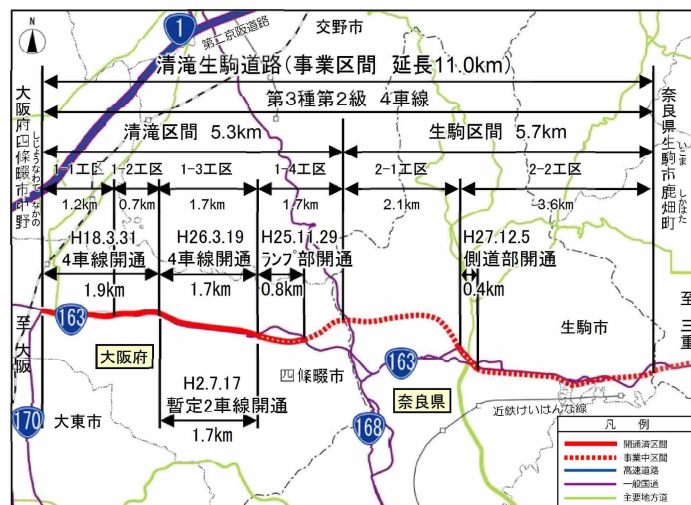 1
第二京阪道路
交野市
清滝生駒道路(事業区間 延長11.0km)
第3種第2級 4車線
大阪府四條畷市中野
しじょうなわて なかの
奈良県生駒市鹿畑町
いこま しかはた
清滝区間 5.3km
生駒区間 5.7km
1-1工区
1-2工区
1-3工区
1-4工区
2-1工区
2-2工区
1.2km
0.7km
1.7km
1.7km
2.1km
3.6km
H18.3.31
4車線開通
1.9km
H26.3.19
4車線開通
1.7km
H25.11.29
ランプ部開通
0.8km
H27.12.5
側道部開通
0.4km
163
至 大阪
大阪府
四條畷市
163
生駒市
至 三重
H2.7.17
暫定2車線開通
1.7km
170
大東市
168
奈良県
近鉄けいはんな線
凡 例
開通済区間
事業中区間
高速道路
一般国道
主要地方道